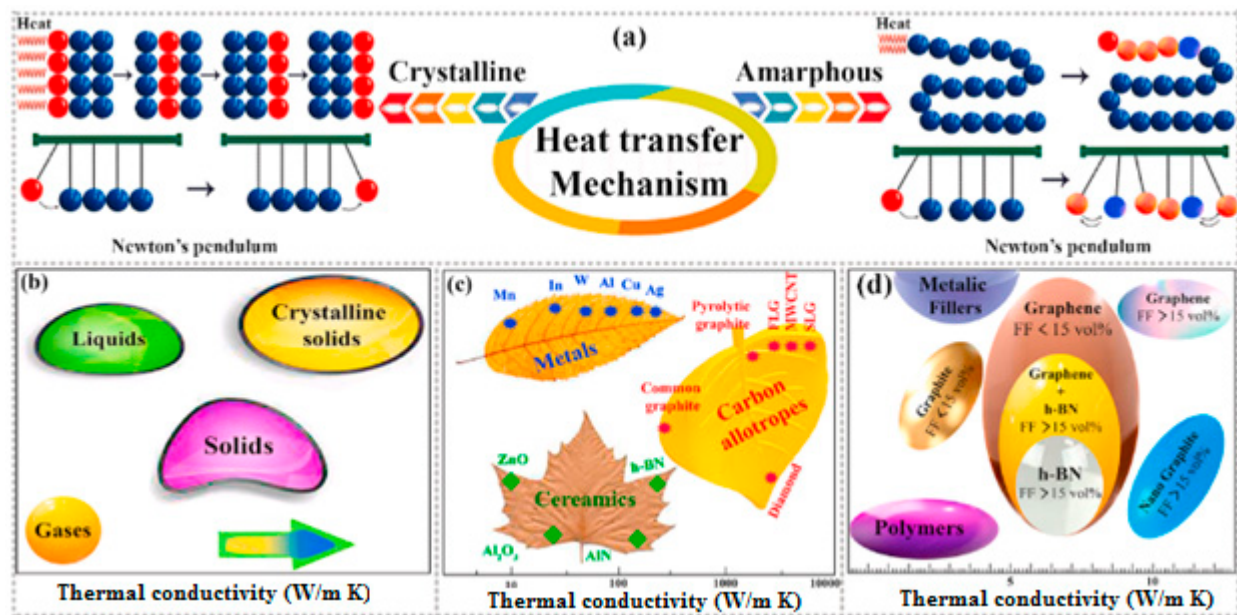 Heat
Crystalline
(a)
Heat transfer
Mechanism
Amarphous
Heat
Newton's pendulum
Newton's pendulum
(b)
Liquids
Crystalline
solids
Solids
Gases
Thermal conductivity (W/m K)
(c)
Mn
In
W
Al
Cu
Ag
Metals
Pyrolytic
graphite
FLG
MWCNT
SLG
Common
graphite
Carbon
allotropes
Diamond
ZnO
h-BN
Cereamics
Al₂O₃
AlN
10
100
1000
10000
Thermal conductivity (W/m K)
(d)
Metalic
Fillers
Graphene
FF < 15 vol%
Graphene
FF > 15 vol%
Graphite
FF < 15 vol%
Graphene
+
h-BN
FF > 15 vol%
h-BN
FF > 15 vol%
Nano Graphite
FF > 15 vol%
Polymers
5
10
Thermal conductivity (W/m K)